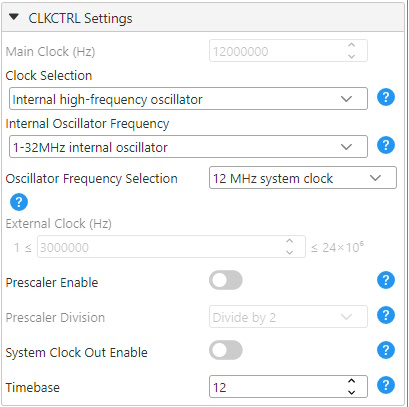 CLKCTRL Settings
Main Clock (Hz) 12000000
Clock Selection
Internal high-frequency oscillator ?
Internal Oscillator Frequency
1-32MHz internal oscillator ?
Oscillator Frequency Selection 12 MHz system clock
?
External Clock (Hz)
1 ≤ 3000000 ≤ 24×10⁶
Prescaler Enable ?
Prescaler Division Divide by 2 ?
System Clock Out Enable ?
Timebase 12 ?